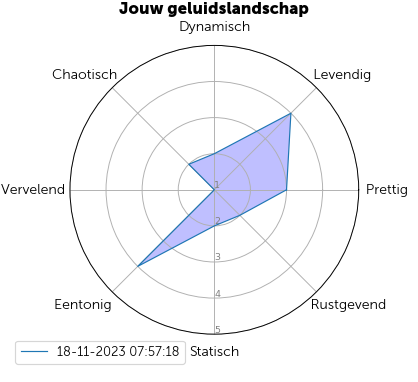 Jouw geluidslandschap
Dynamisch
Chaotisch
Levendig
Vervelend
1
Prettig
2
3
4
5
Eentonig
Rustgevend
18-11-2023 07:57:18
Statisch